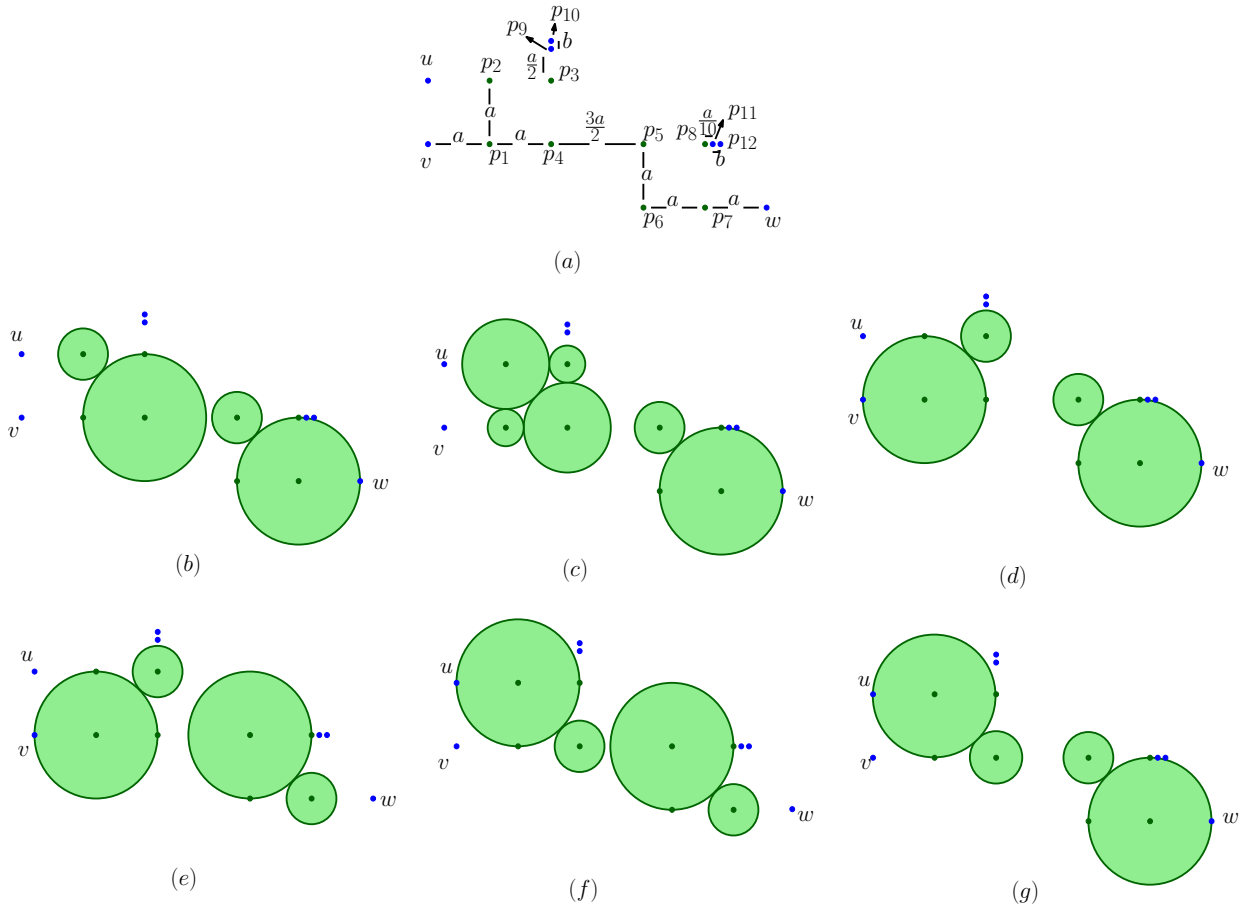 p₁₀
p₉
b
u
p₂
a/2
p₃
a
3a/2
a/10
p₁₁
a
a
p₅
p₈
p₁₂
v
p₁
p₄
b
a
a
a
p₆
p₇
w
(a)
u
v
w
(b)
u
v
w
(c)
u
v
w
(d)
u
v
w
(e)
u
v
w
(f)
u
v
w
(g)